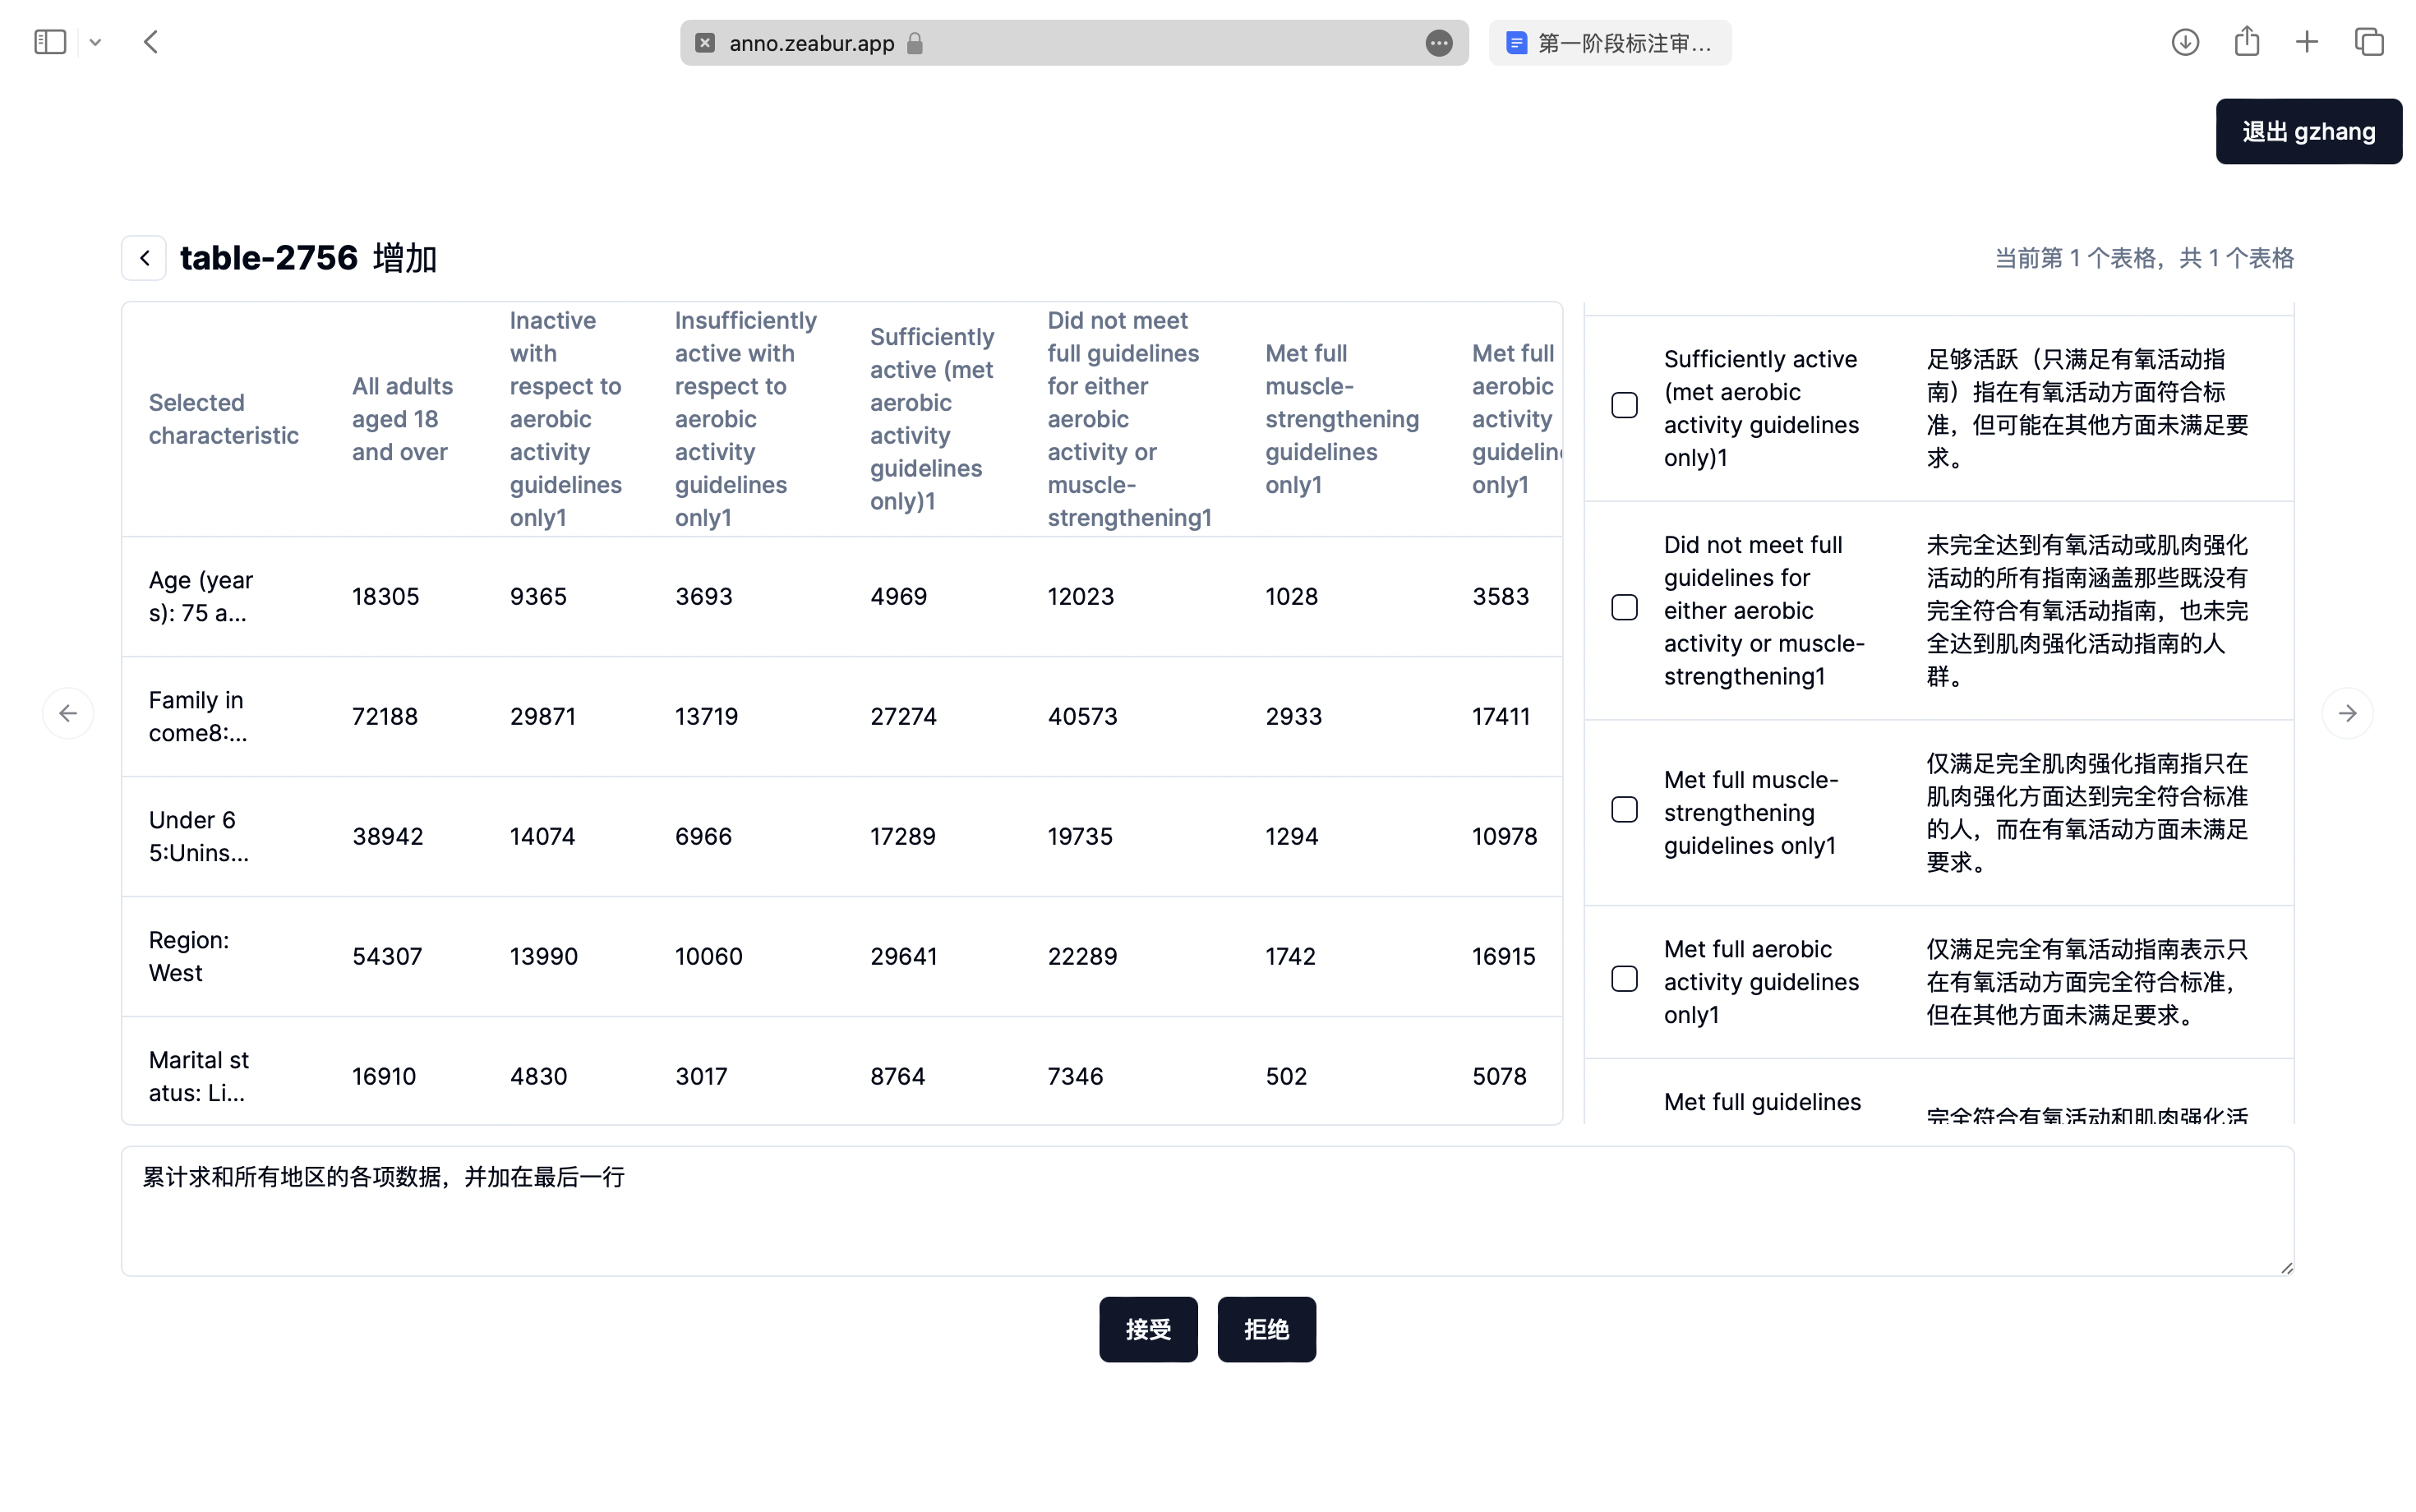 anno.zeabur.app
第一阶段标注审...
退出 gzhang
table-2756 增加
当前第 1 个表格，共 1 个表格
Selected
characteristic
All adults
aged 18
and over
Inactive
with
respect to
aerobic
activity
guidelines
only1
Insufficiently
active with
respect to
aerobic
activity
guidelines
only1
Sufficiently
active (met
aerobic
activity
guidelines
only)1
Did not meet
full guidelines
for either
aerobic
activity or
muscle-
strengthening1
Met full
muscle-
strengthening
guidelines
only1
Met full
aerobic
activity
guidelin
only1
Age (year
s): 75 a...
18305
9365
3693
4969
12023
1028
3583
Family in
come8:...
72188
29871
13719
27274
40573
2933
17411
Under 6
5:Unins...
38942
14074
6966
17289
19735
1294
10978
Region:
West
54307
13990
10060
29641
22289
1742
16915
Marital st
atus: Li...
16910
4830
3017
8764
7346
502
5078
Sufficiently active
(met aerobic
activity guidelines
only)1
足够活跃（只满足有氧活动指
南）指在有氧活动方面符合标
准，但可能在其他方面未满足要
求。
Did not meet full
guidelines for
either aerobic
activity or muscle-
strengthening1
未完全达到有氧活动或肌肉强化
活动的所有指南涵盖那些既没有
完全符合有氧活动指南，也未完
全达到肌肉强化活动指南的人
群。
Met full muscle-
strengthening
guidelines only1
仅满足完全肌肉强化指南指只在
肌肉强化方面达到完全符合标准
的人，而在有氧活动方面未满足
要求。
Met full aerobic
activity guidelines
only1
仅满足完全有氧活动指南表示只
在有氧活动方面完全符合标准，
但在其他方面未满足要求。
Met full guidelines
完全符合有氧活动和肌肉强化活
累计求和所有地区的各项数据，并加在最后一行
接受
拒绝